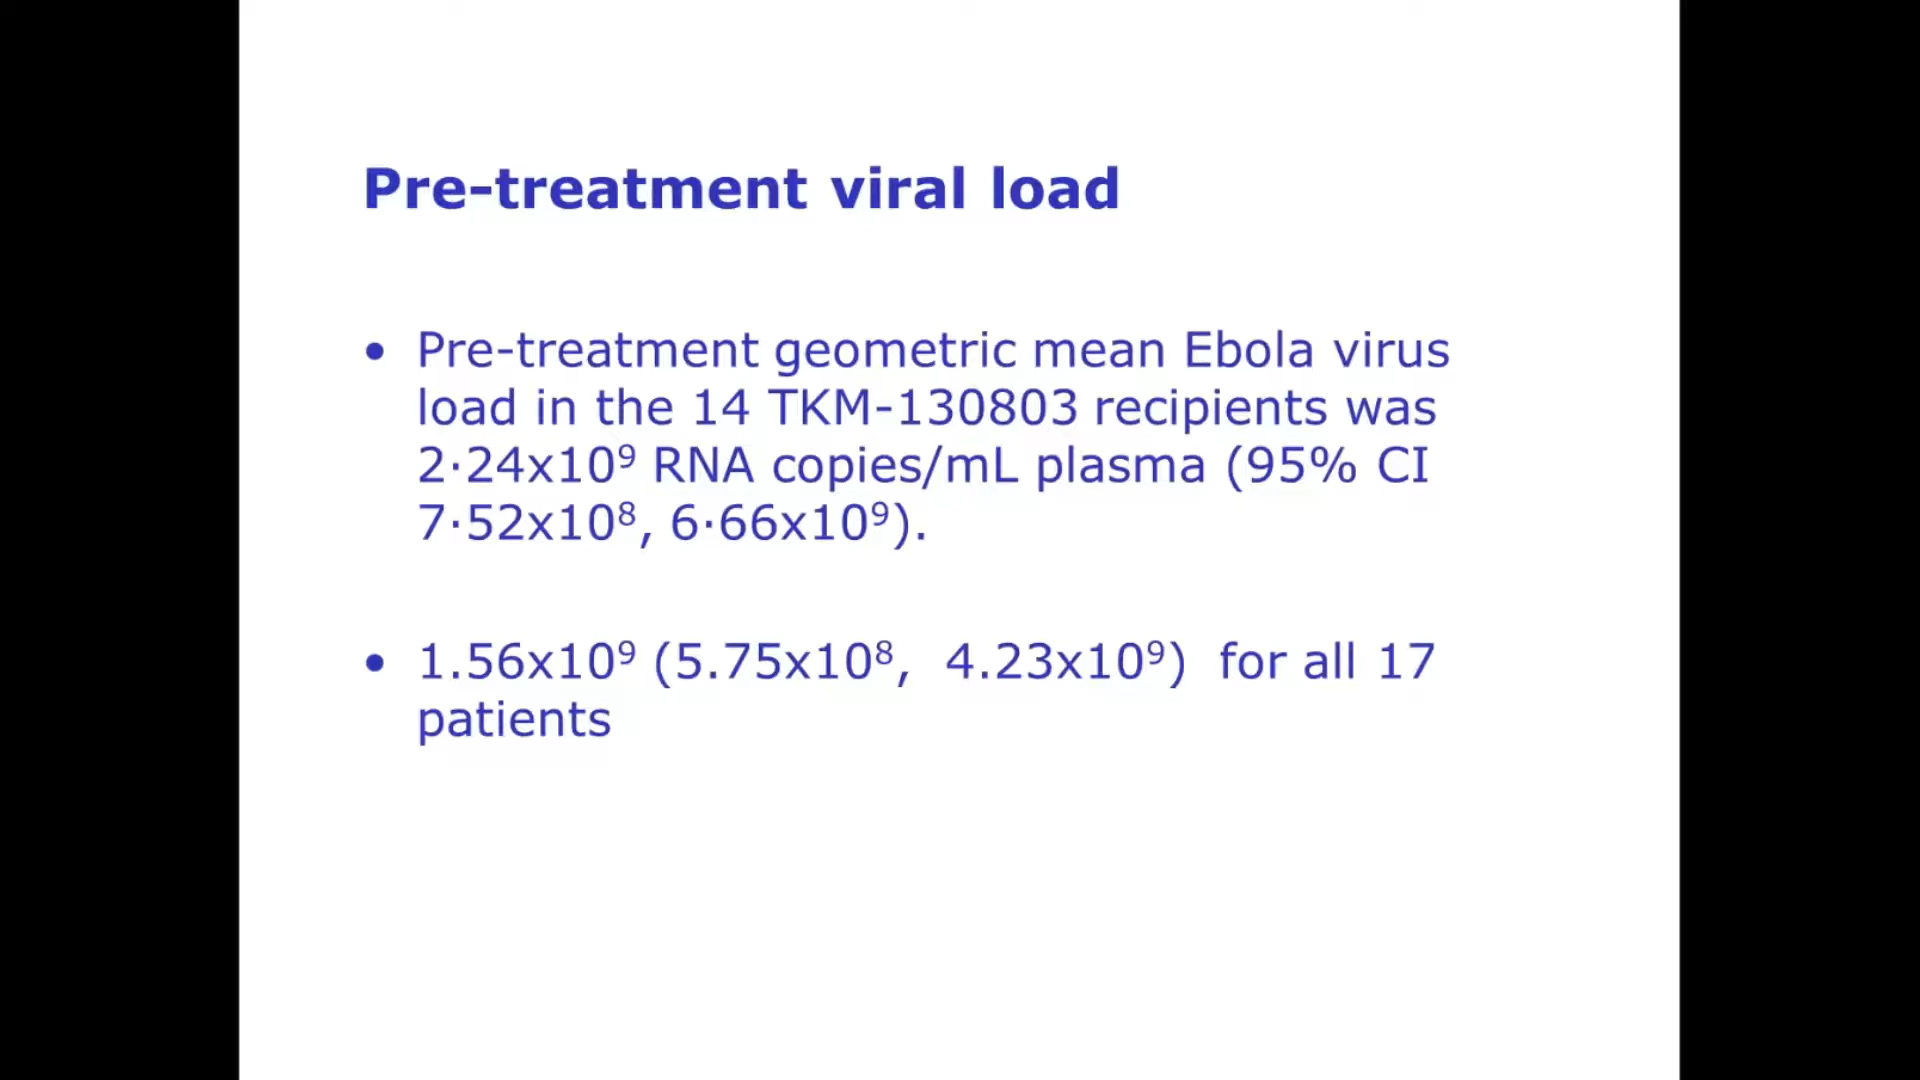 Pre-treatment viral load
• Pre-treatment geometric mean Ebola virus
load in the 14 TKM-130803 recipients was
2·24x10⁹ RNA copies/mL plasma (95% CI
7·52x10⁸, 6·66x10⁹).
• 1.56x10⁹ (5.75x10⁸,  4.23x10⁹)  for all 17
patients